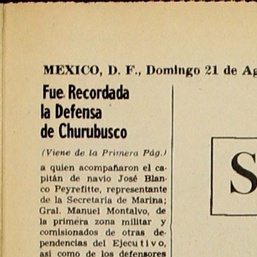 MEXICO, D. F., Domingo 21 de Ag
Fue Recordada
la Defensa
de Churubusco
(Viene de la Primera Pág.)
a quien acompañaron el ca-
pitán de navío José Blan-
co Peyrefitte, representante
de la Secretaría de Marina;
Gral. Manuel Montalvo, de
la primera zona militar y
comisionados de otras de-
pendencias del Ejecutivo,
así como de los defensores
S